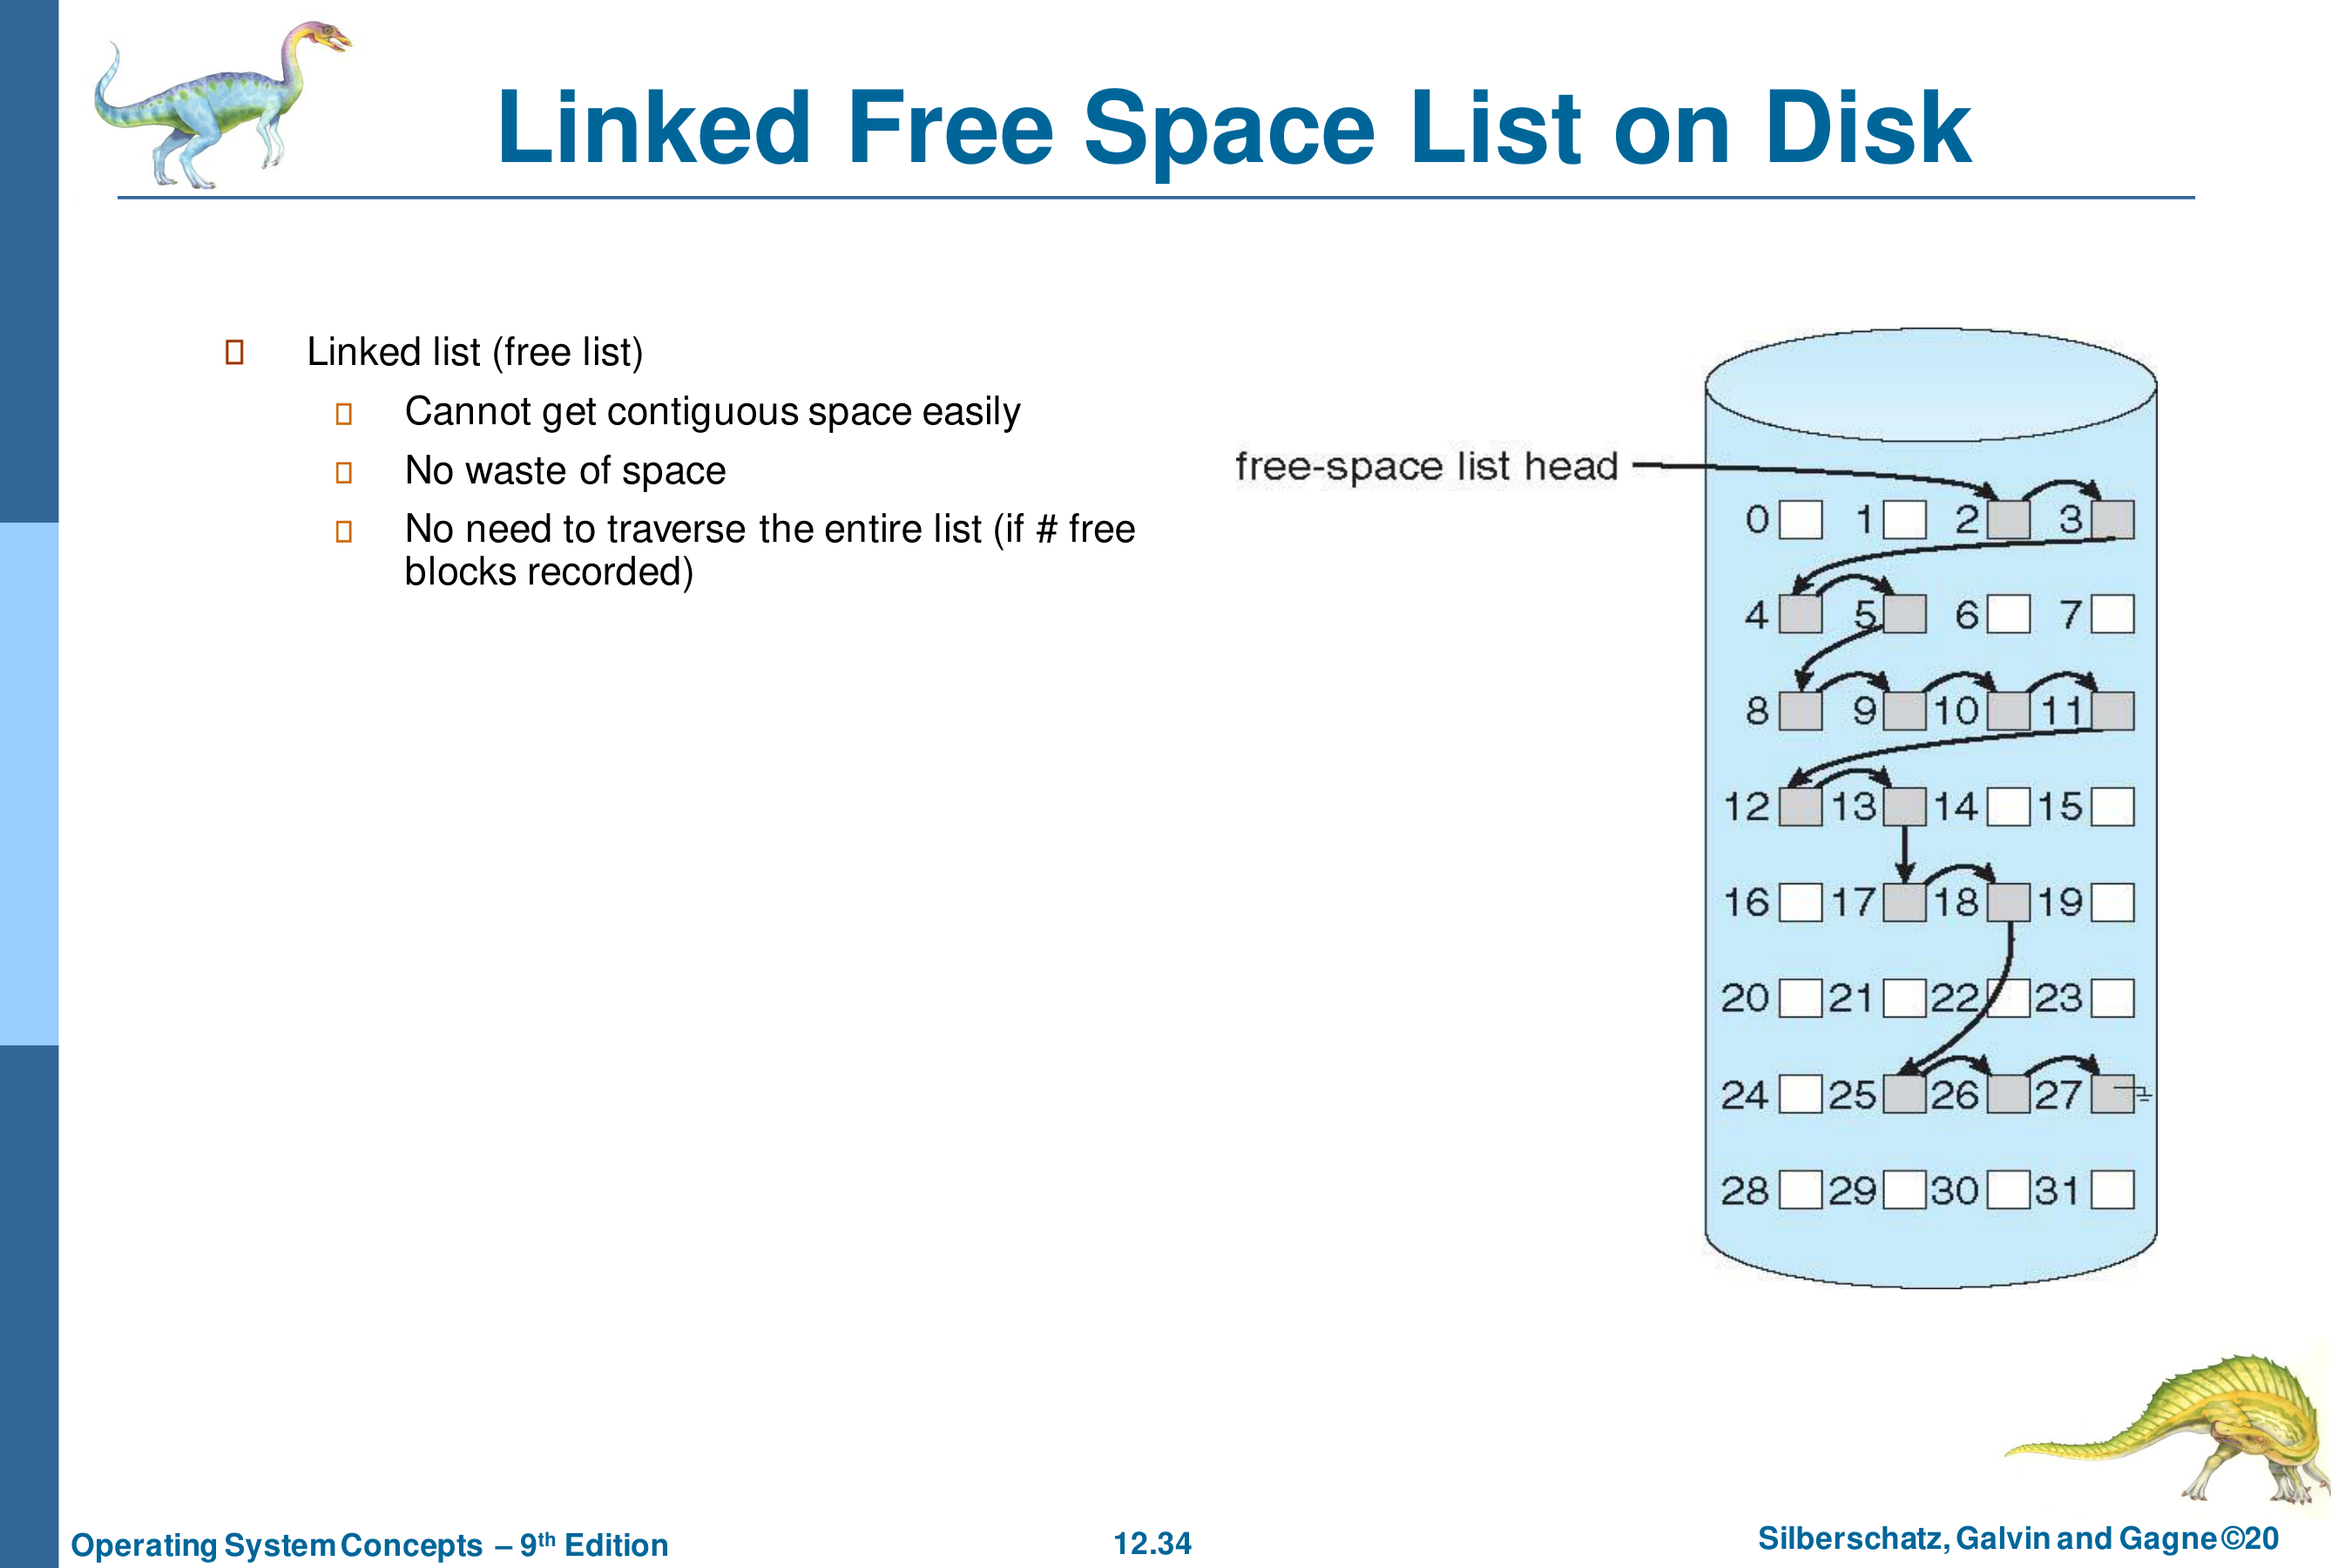 Linked Free Space List on Disk
Linked list (free list)
Cannot get contiguous space easily
No waste of space
No need to traverse the entire list (if # free
blocks recorded)
free-space list head
0 1 2 3
4 5 6 7
8 9 10 11
12 13 14 15
16 17 18 19
20 21 22 23
24 25 26 27
28 29 30 31
Operating System Concepts – 9th Edition
12.34
Silberschatz, Galvin and Gagne ©20